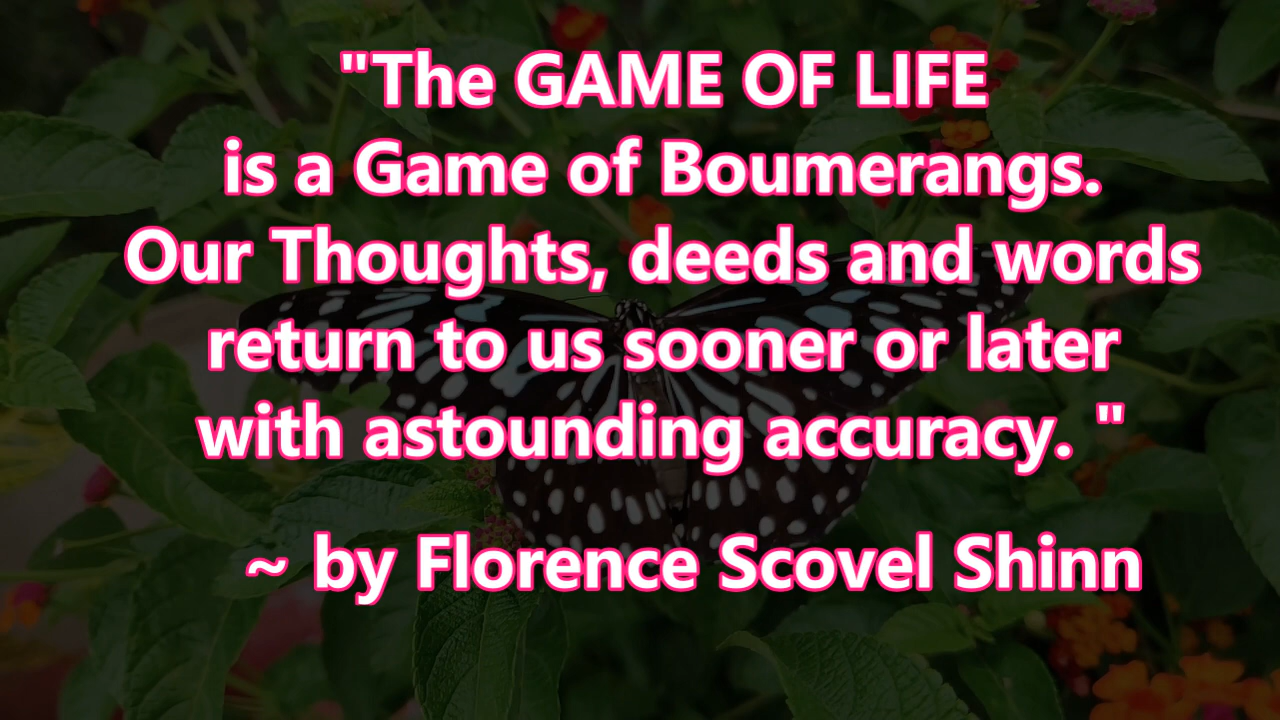 "The GAME OF LIFE
is a Game of Boumerangs.
Our Thoughts, deeds and words
return to us sooner or later
with astounding accuracy. "
~ by Florence Scovel Shinn